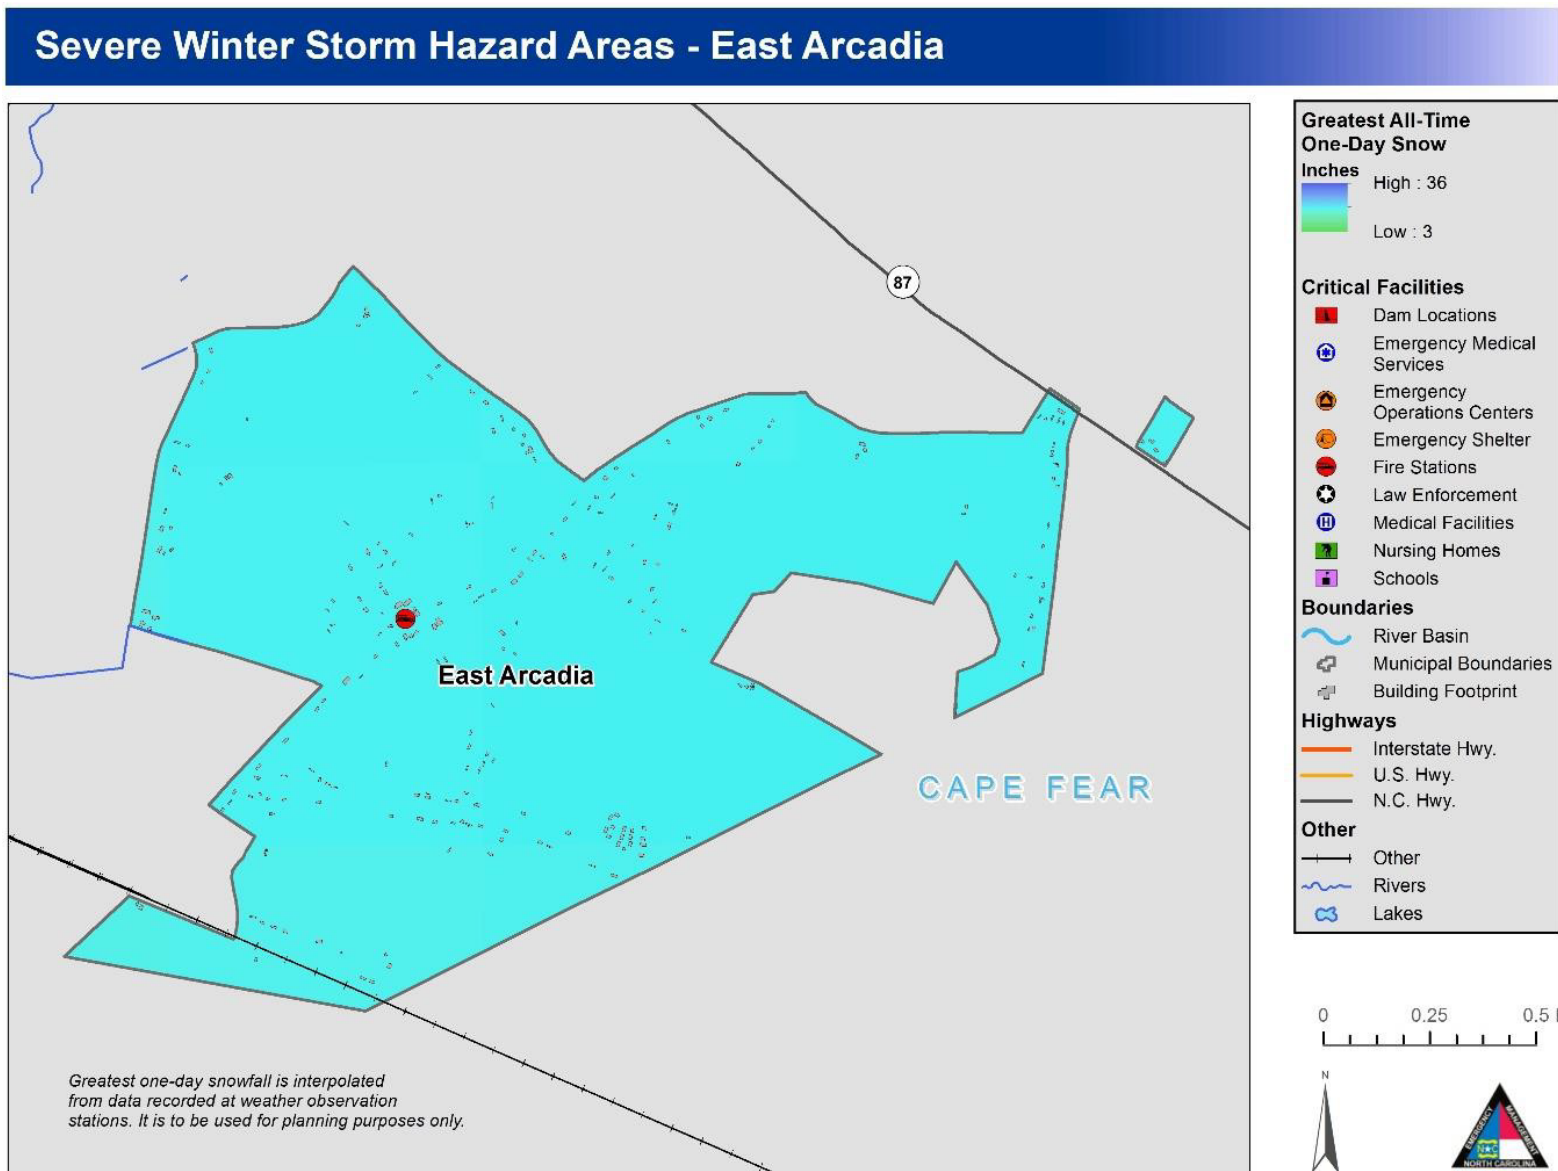 Severe Winter Storm Hazard Areas - East Arcadia
87
East Arcadia
CAPE FEAR
Greatest one-day snowfall is interpolated
from data recorded at weather observation
stations. It is to be used for planning purposes only.
Greatest All-Time
One-Day Snow
Inches
High : 36
Low : 3
Critical Facilities
Dam Locations
Emergency Medical
Services
Emergency
Operations Centers
Emergency Shelter
Fire Stations
Law Enforcement
H
Medical Facilities
Nursing Homes
Schools
Boundaries
River Basin
Municipal Boundaries
Building Footprint
Highways
Interstate Hwy.
U.S. Hwy.
N.C. Hwy.
Other
Other
Rivers
Lakes
0 0.25 0.5
N
EMERGENCY
MANAGEMENT
N C
NORTH CAROLINA